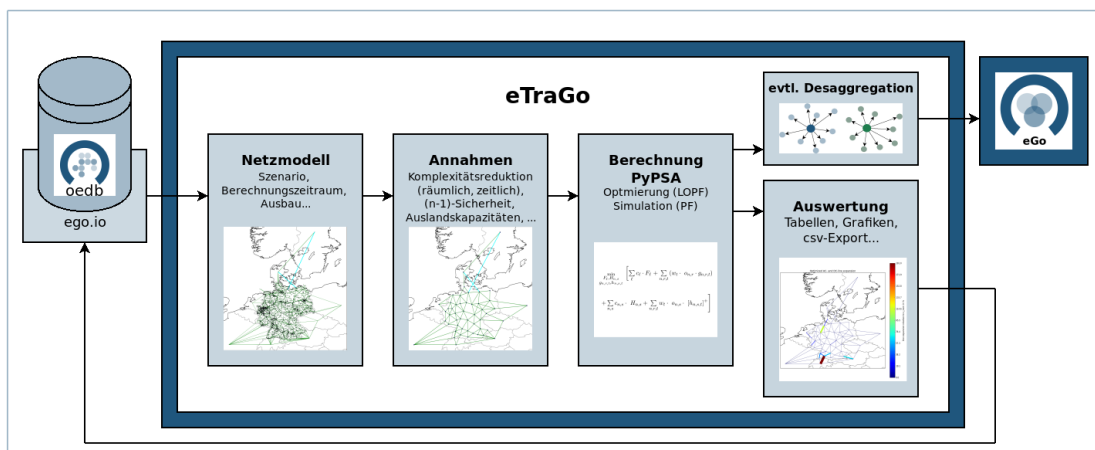 eTraGo
oedb
ego.io
Netzmodell
Szenario,
Berechnungszeitraum,
Ausbau...
Annahmen
Komplexitätsreduktion
(räumlich, zeitlich),
(n-1)-Sicherheit,
Auslandskapazitäten, ...
Berechnung
PyPSA
Optmierung (LOPF)
Simulation (PF)
evtl. Desaggregation
Auswertung
Tabellen, Grafiken,
csv-Export...
eGo